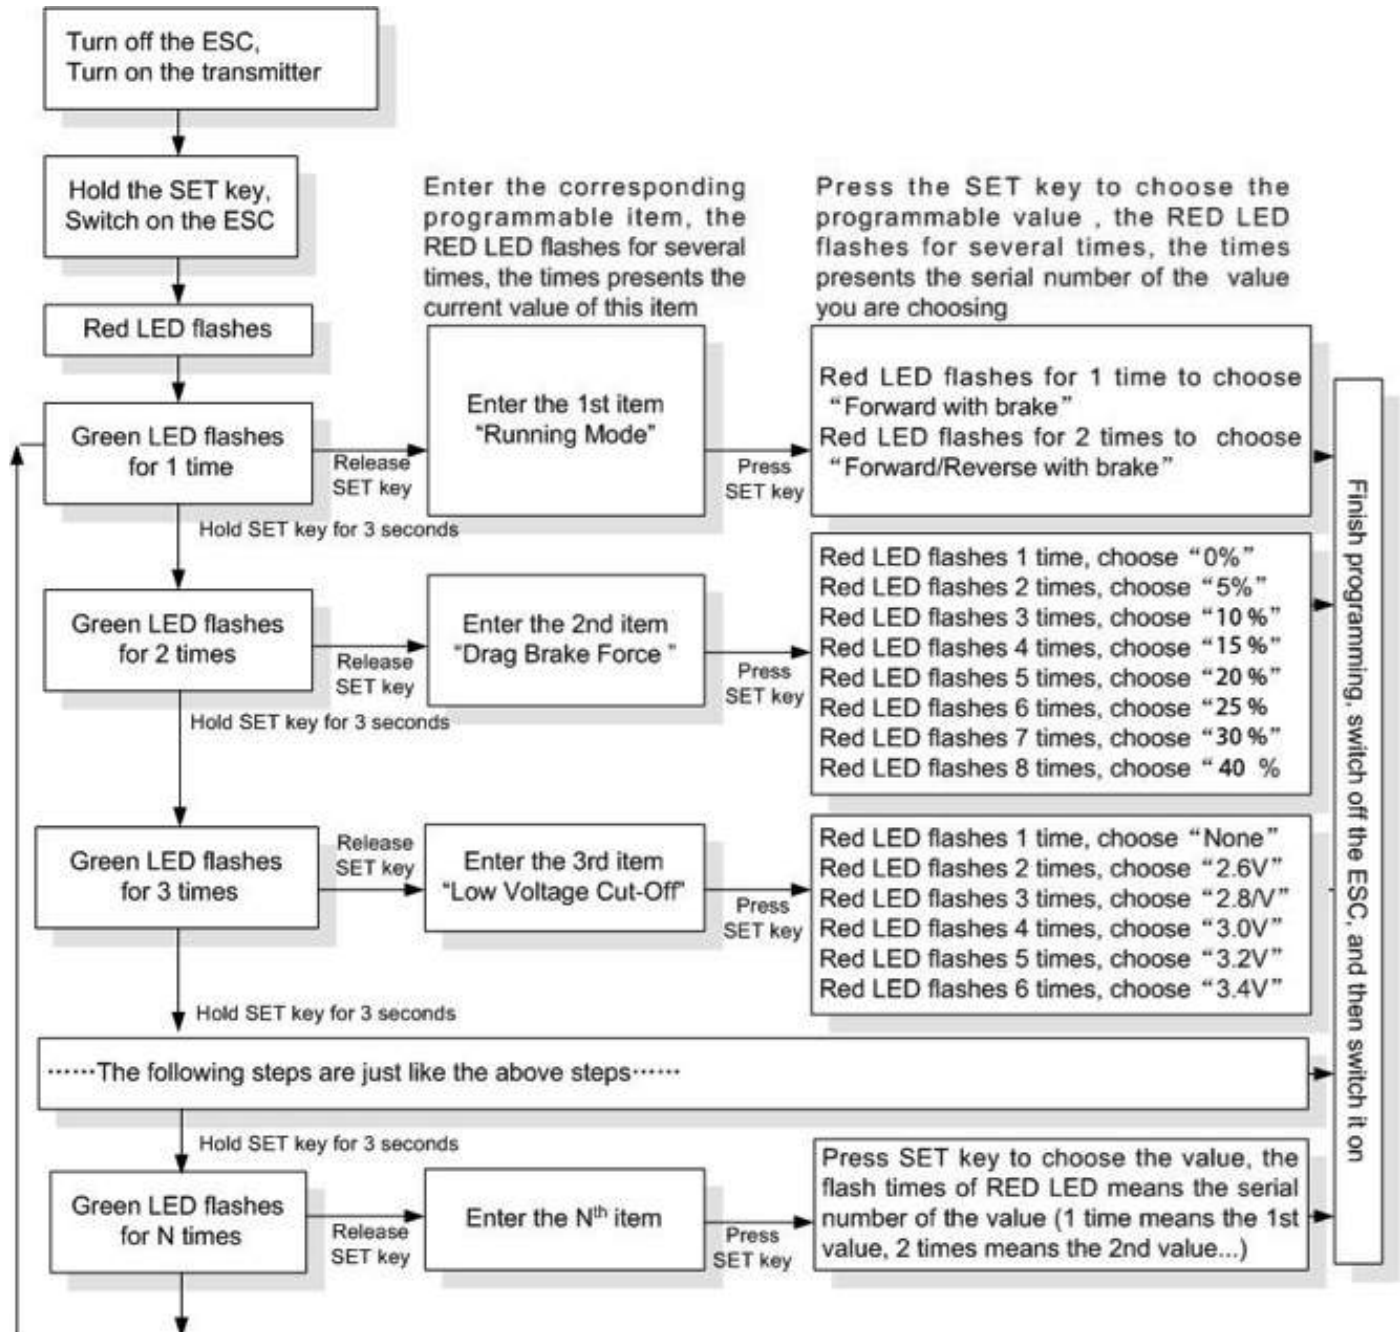 Turn off the ESC,
Turn on the transmitter
Hold the SET key,
Switch on the ESC
Red LED flashes
Enter the corresponding
programmable item, the
RED LED flashes for several
times, the times presents the
current value of this item
Press the SET key to choose the
programmable value , the RED LED
flashes for several times, the times
presents the serial number of the value
you are choosing
Green LED flashes
for 1 time
Release
SET key
Enter the 1st item
“Running Mode”
Press
SET key
Red LED flashes for 1 time to choose
“Forward with brake”
Red LED flashes for 2 times to choose
“Forward/Reverse with brake”
Hold SET key for 3 seconds
Green LED flashes
for 2 times
Release
SET key
Enter the 2nd item
“Drag Brake Force ”
Press
SET key
Red LED flashes 1 time, choose “0%”
Red LED flashes 2 times, choose “5%”
Red LED flashes 3 times, choose “10 %”
Red LED flashes 4 times, choose “15 %”
Red LED flashes 5 times, choose “20 %”
Red LED flashes 6 times, choose “25 %
Red LED flashes 7 times, choose “30 %”
Red LED flashes 8 times, choose “40 %
Hold SET key for 3 seconds
Green LED flashes
for 3 times
Release
SET key
Enter the 3rd item
“Low Voltage Cut-Off”
Press
SET key
Red LED flashes 1 time, choose “None”
Red LED flashes 2 times, choose “2.6V”
Red LED flashes 3 times, choose “2.8/V”
Red LED flashes 4 times, choose “3.0V”
Red LED flashes 5 times, choose “3.2V”
Red LED flashes 6 times, choose “3.4V”
Hold SET key for 3 seconds
······The following steps are just like the above steps······
Hold SET key for 3 seconds
Green LED flashes
for N times
Release
SET key
Enter the Nth item
Press
SET key
Press SET key to choose the value, the
flash times of RED LED means the serial
number of the value (1 time means the 1st
value, 2 times means the 2nd value...)
Finish programming, switch off the ESC, and then switch it on